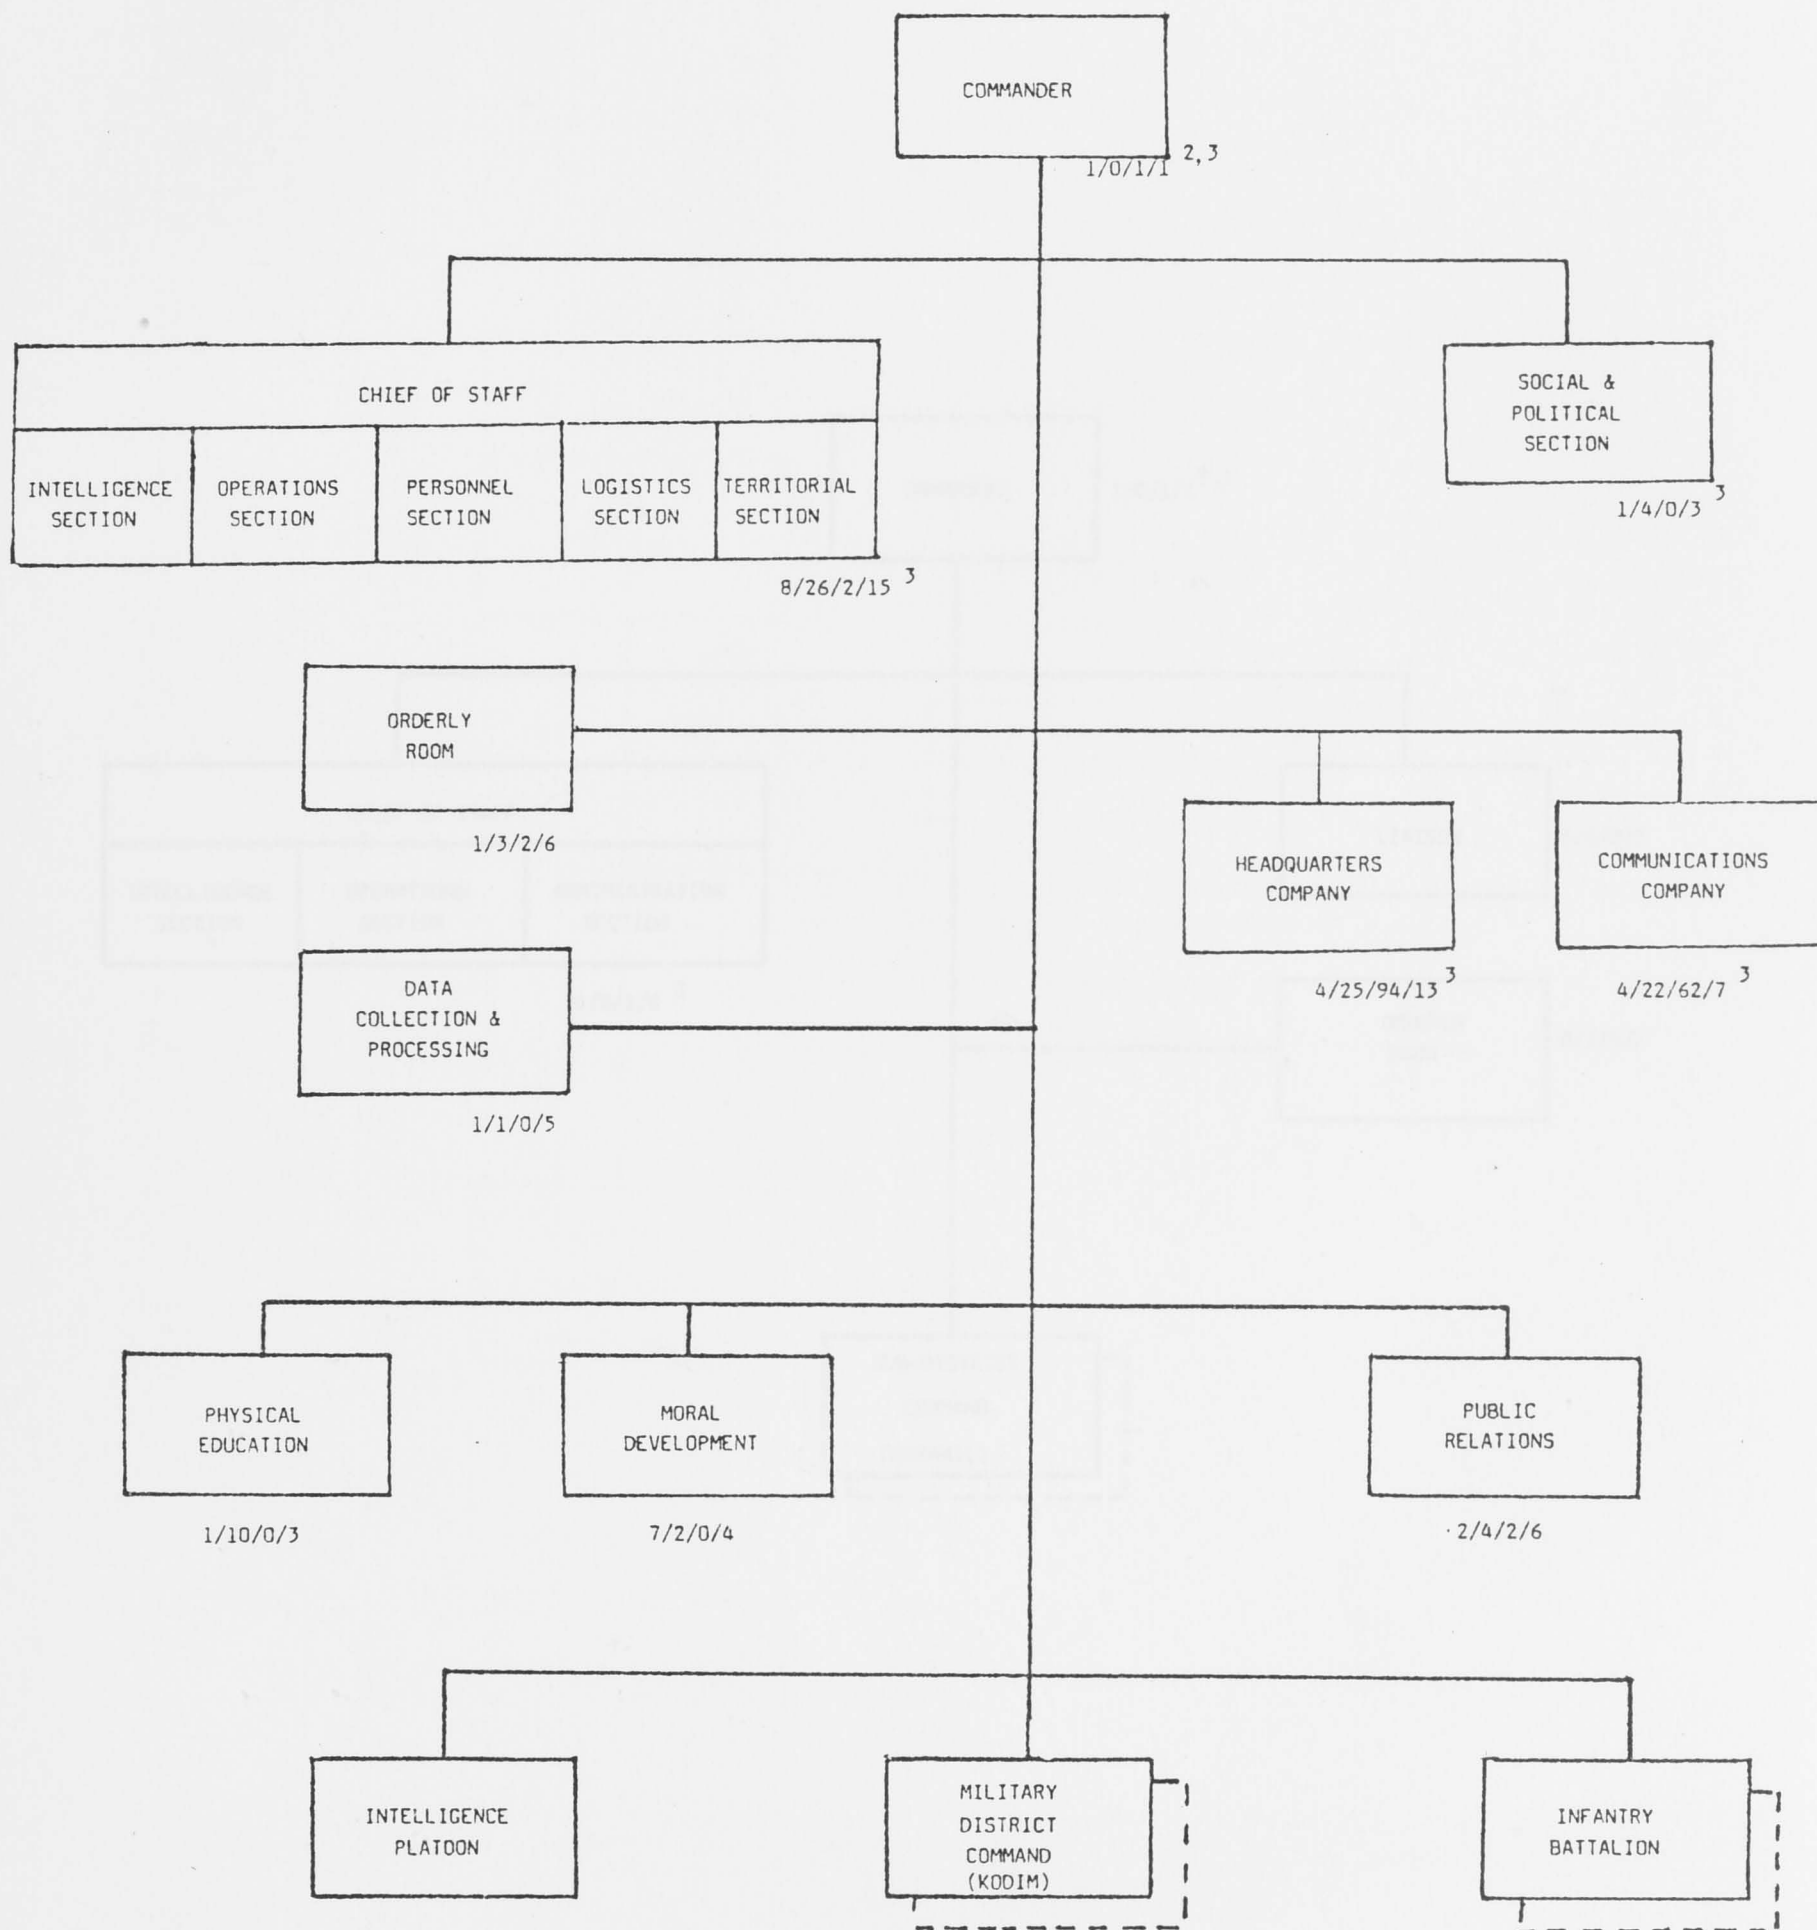 COMMANDER
1/0/1/1 2,3
CHIEF OF STAFF
INTELLIGENCE
SECTION
OPERATIONS
SECTION
PERSONNEL
SECTION
LOGISTICS
SECTION
TERRITORIAL
SECTION
8/26/2/15 3
SOCIAL &
POLITICAL
SECTION
1/4/0/3 3
ORDERLY
ROOM
1/3/2/6
HEADQUARTERS
COMPANY
4/25/94/13 3
COMMUNICATIONS
COMPANY
4/22/62/7 3
DATA
COLLECTION &
PROCESSING
1/1/0/5
PHYSICAL
EDUCATION
1/10/0/3
MORAL
DEVELOPMENT
7/2/0/4
PUBLIC
RELATIONS
2/4/2/6
INTELLIGENCE
PLATOON
MILITARY
DISTRICT
COMMAND
(KODIM)
INFANTRY
BATTALION